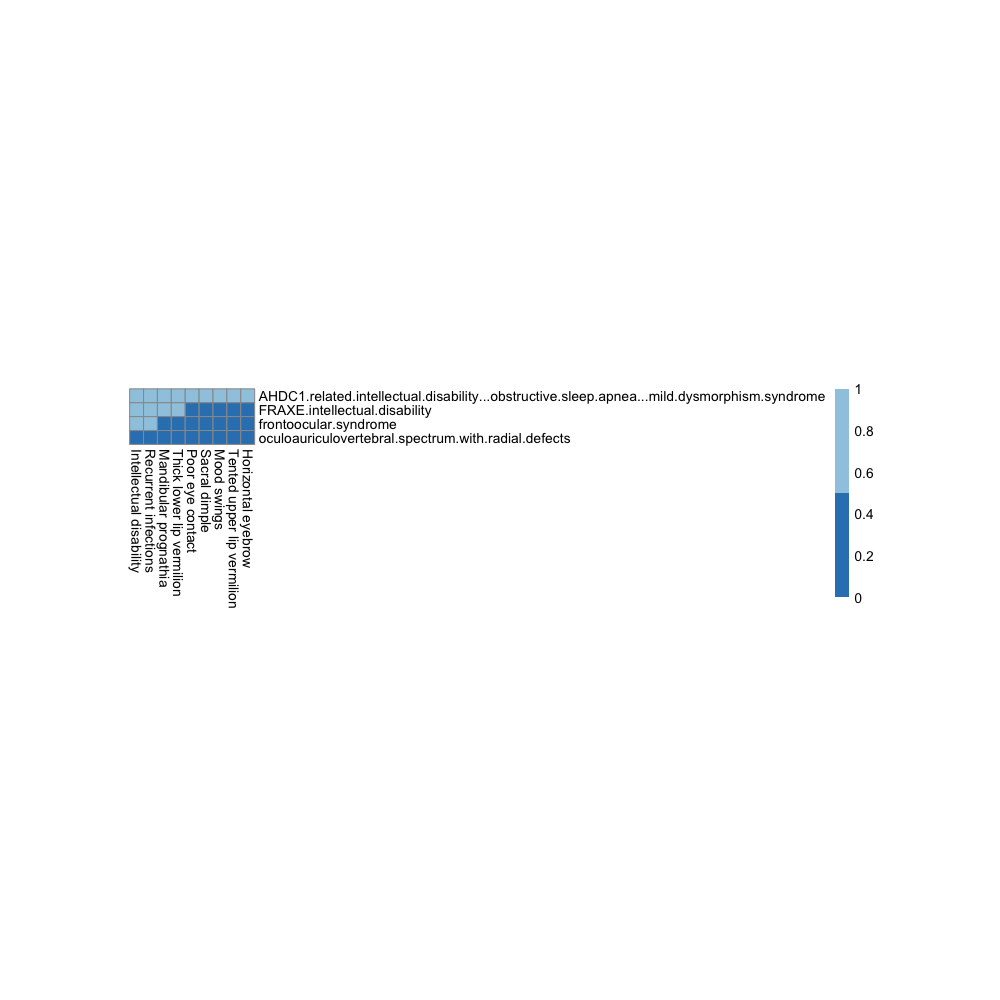 AHDC1.related.intellectual.disability...obstructive.sleep.apnea...mild.dysmorphism.syndrome
FRAXE.intellectual.disability
frontoocular.syndrome
oculoauriculovertebral.spectrum.with.radial.defects
Intellectual disability
Recurrent infections
Mandibular prognathia
Thick lower lip vermilion
Poor eye contact
Sacral dimple
Mood swings
Tented upper lip vermilion
Horizontal eyebrow
1
0.8
0.6
0.4
0.2
0